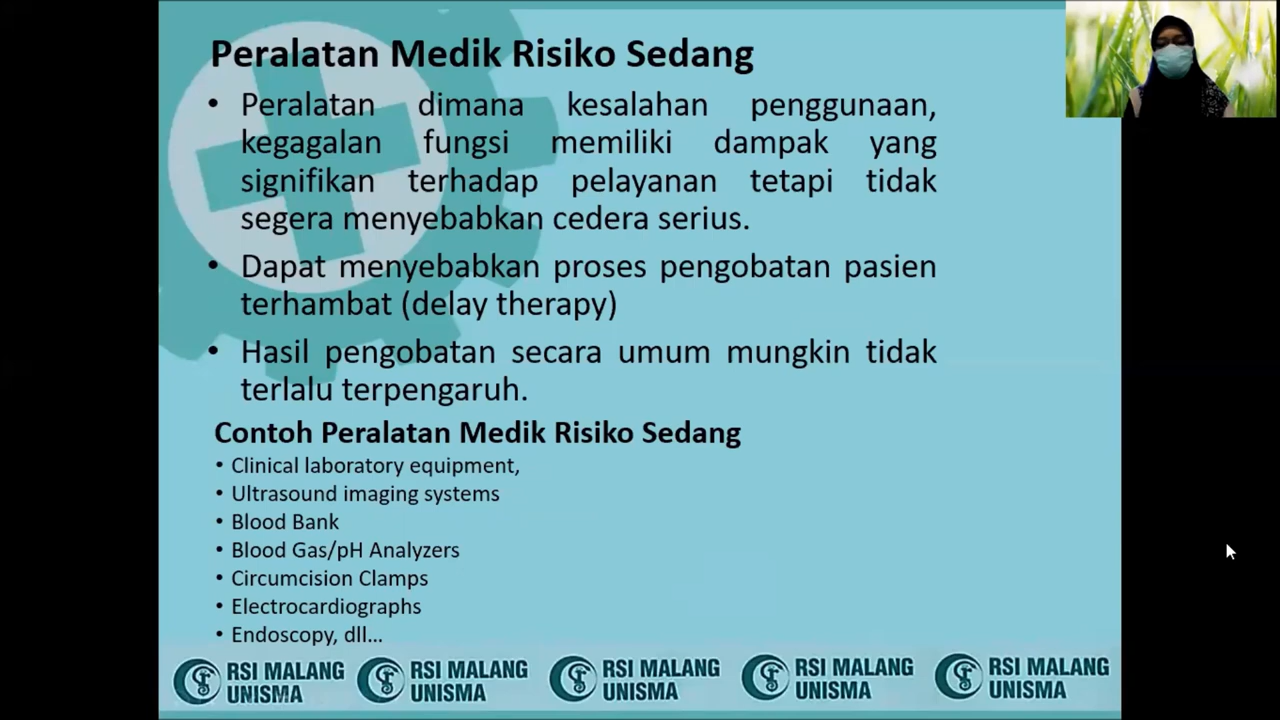 Peralatan Medik Risiko Sedang
• Peralatan dimana kesalahan penggunaan,
kegagalan fungsi memiliki dampak yang
signifikan terhadap pelayanan tetapi tidak
segera menyebabkan cedera serius.
• Dapat menyebabkan proses pengobatan pasien
terhambat (delay therapy)
• Hasil pengobatan secara umum mungkin tidak
terlalu terpengaruh.
Contoh Peralatan Medik Risiko Sedang
• Clinical laboratory equipment,
• Ultrasound imaging systems
• Blood Bank
• Blood Gas/pH Analyzers
• Circumcision Clamps
• Electrocardiographs
• Endoscopy, dll...
RSI MALANG RSI MALANG RSI MALANG RSI MALANG RSI MALANG
UNISMA UNISMA UNISMA UNISMA UNISMA